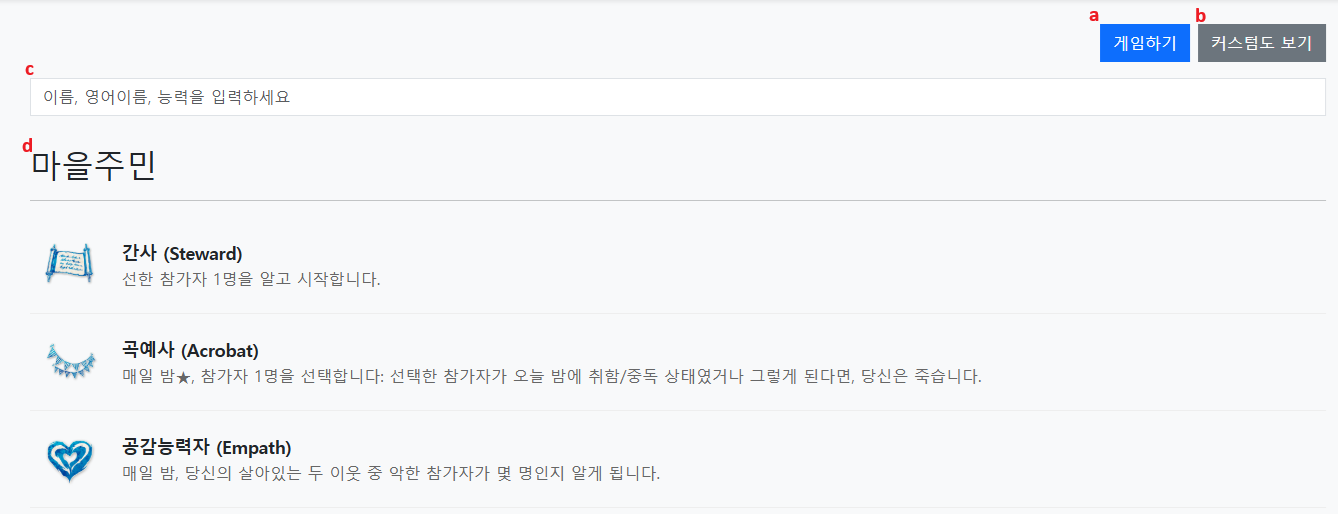 a
게임하기
b
커스텀도 보기
c
이름, 영어이름, 능력을 입력하세요
d
마을주민
간사 (Steward)
선한 참가자 1명을 알고 시작합니다.
곡예사 (Acrobat)
매일 밤★, 참가자 1명을 선택합니다: 선택한 참가자가 오늘 밤에 취함/중독 상태였거나 그렇게 된다면, 당신은 죽습니다.
공감능력자 (Empath)
매일 밤, 당신의 살아있는 두 이웃 중 악한 참가자가 몇 명인지 알게 됩니다.